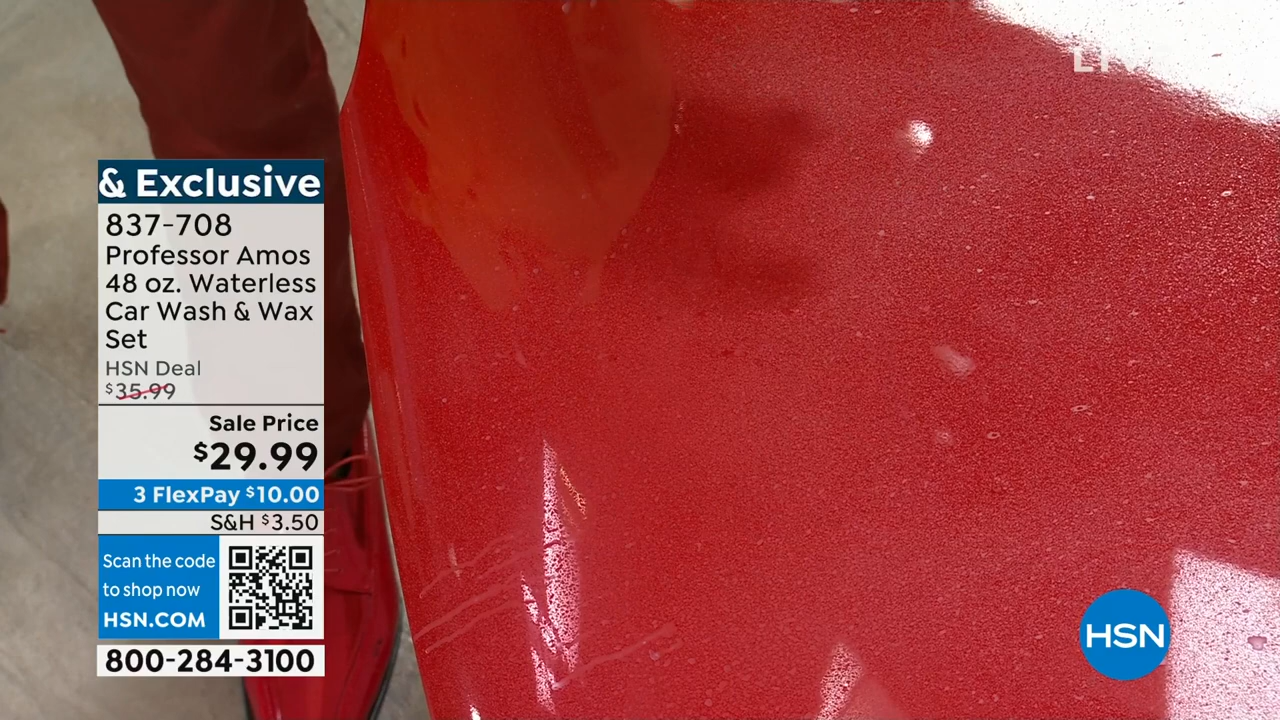 & Exclusive
837-708
Professor Amos
48 oz. Waterless
Car Wash & Wax
Set
HSN Deal
$35.99
Sale Price
$29.99
3 FlexPay $10.00
S&H $3.50
Scan the code
to shop now
HSN.COM
800-284-3100
HSN